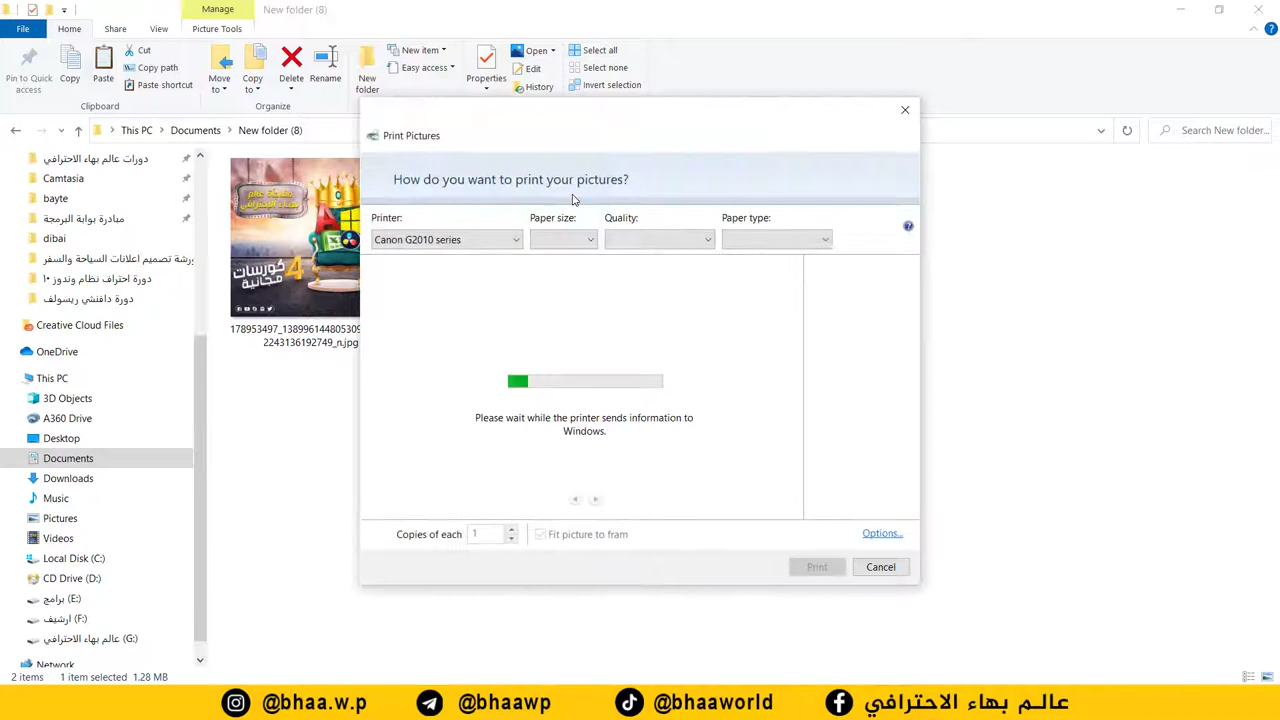 Manage
New folder (8)
File
Home
Share
View
Picture Tools
Pin to Quick
access
Copy
Paste
Cut
Copy path
Paste shortcut
Clipboard
Move
to
Copy
to
Delete
Rename
Organize
New
folder
New item
Easy access
Properties
Open
Edit
History
Select all
Select none
Invert selection
This PC
Documents
New folder (8)
Search New folder...
دورات عالم بهاء الاحترافي
Camtasia
bayte
مبادرة بوابة البرمجة
dibai
ورشة تصميم اعلانات السياحة والسفر
دورة احتراف نظام وندوز ١٠
دورة دافنشي ريسولف
Creative Cloud Files
OneDrive
This PC
3D Objects
A360 Drive
Desktop
Documents
Downloads
Music
Pictures
Videos
Local Disk (C:)
CD Drive (D:)
برامج (E:)
ارشيف (F:)
عالم بهاء الاحترافي (G:)
Network
4 كورسات
مجانية
178953497_138996144805309
2243136192749_n.jpg
Print Pictures
How do you want to print your pictures?
Printer:
Paper size:
Quality:
Paper type:
Canon G2010 series
Please wait while the printer sends information to
Windows.
Copies of each
1
Fit picture to fram
Options...
Print
Cancel
2 items
1 item selected
1.28 MB
@bhaa.w.p
@bhaawp
@bhaaworld
عالم بهاء الاحترافي